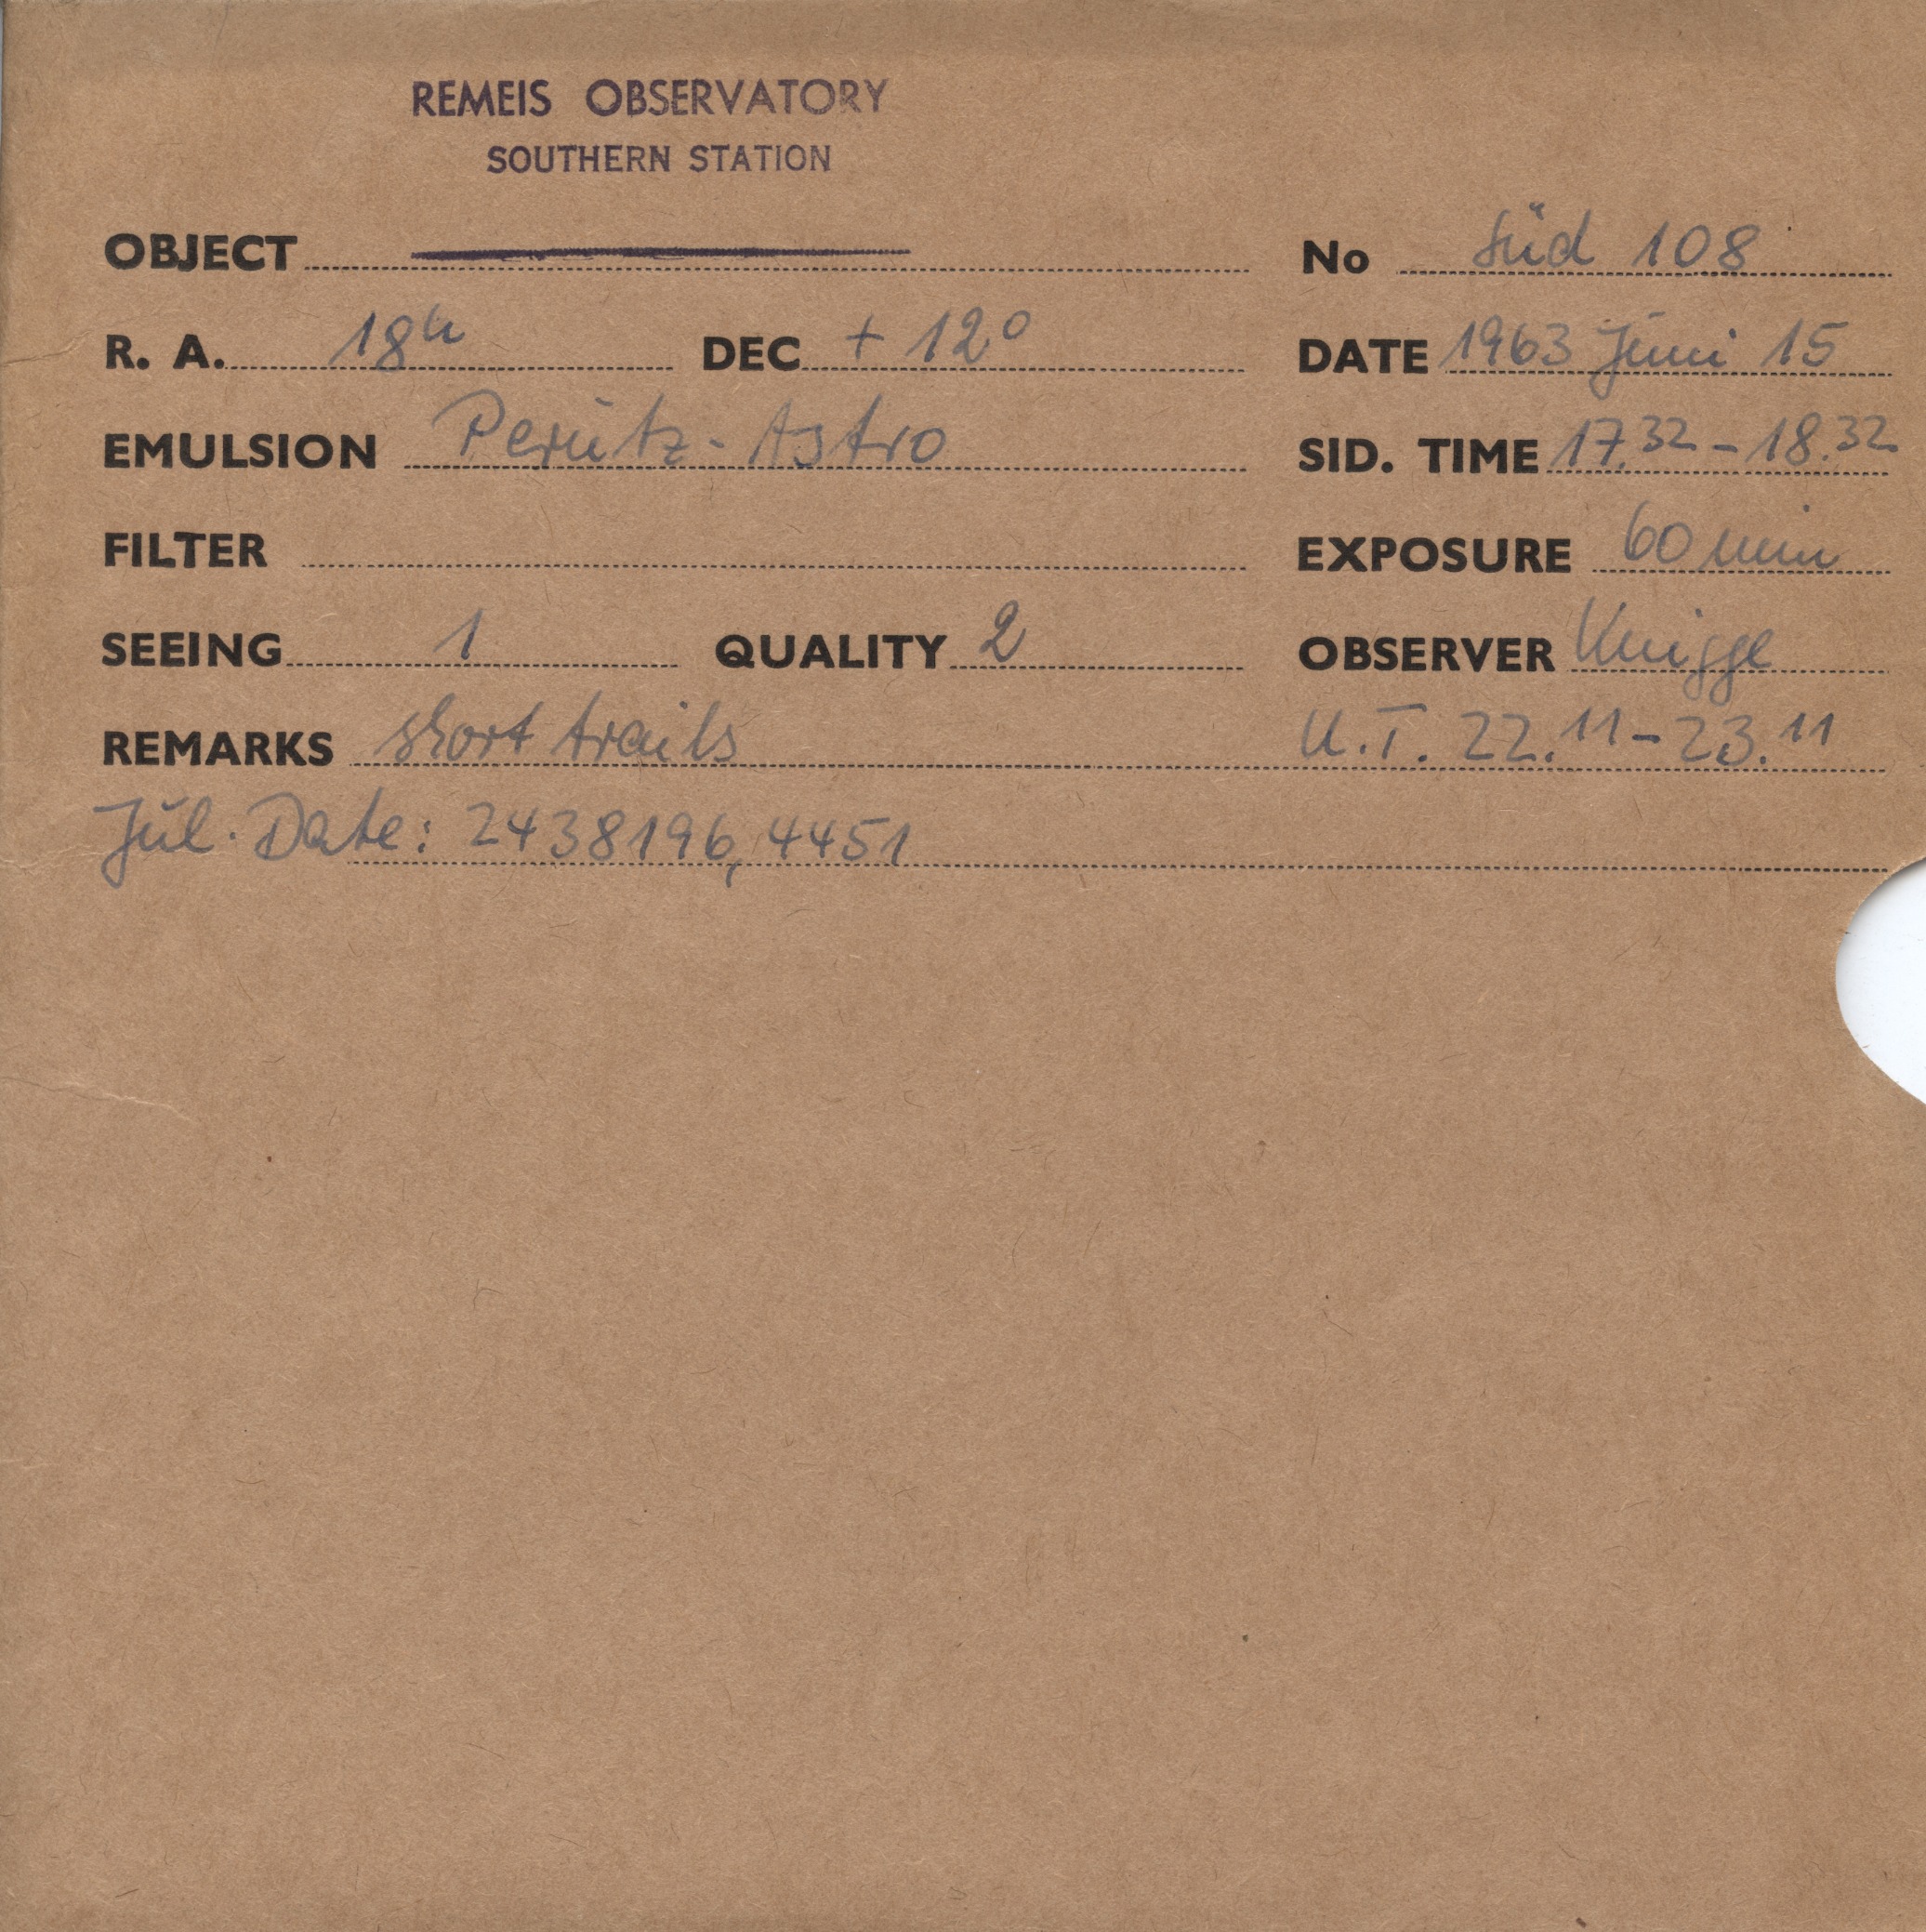 REMEIS OBSERVATORY
SOUTHERN STATION
OBJECT No Süd 108
R. A. 18h DEC + 12° DATE 1963 Juni 15
EMULSION Perutz-Astro SID. TIME 17.32 - 18.32
FILTER EXPOSURE 60 min
SEEING 1 QUALITY 2 OBSERVER Knigge
REMARKS short trails U.T. 22.11 - 23.11
Jul. Date: 2438196,4451